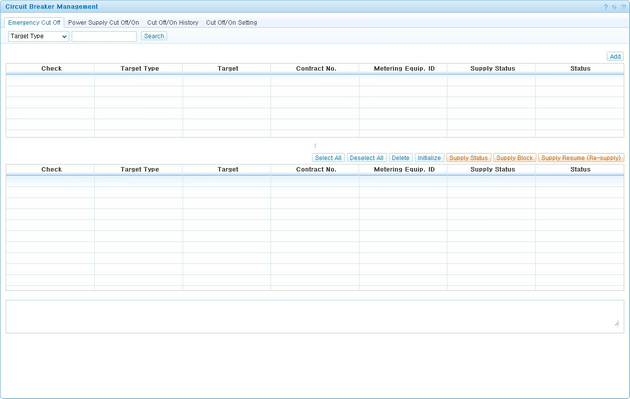 Circuit Breaker Management
Emergency Cut Off Power Supply Cut Off/On Cut Off/On History Cut Off/On Setting
Target Type Search
Add
Check Target Type Target Contract No. Metering Equip. ID Supply Status Status
Select All Deselect All Delete Initialize Supply Status Supply Block Supply Resume (Re-supply)
Check Target Type Target Contract No. Metering Equip. ID Supply Status Status